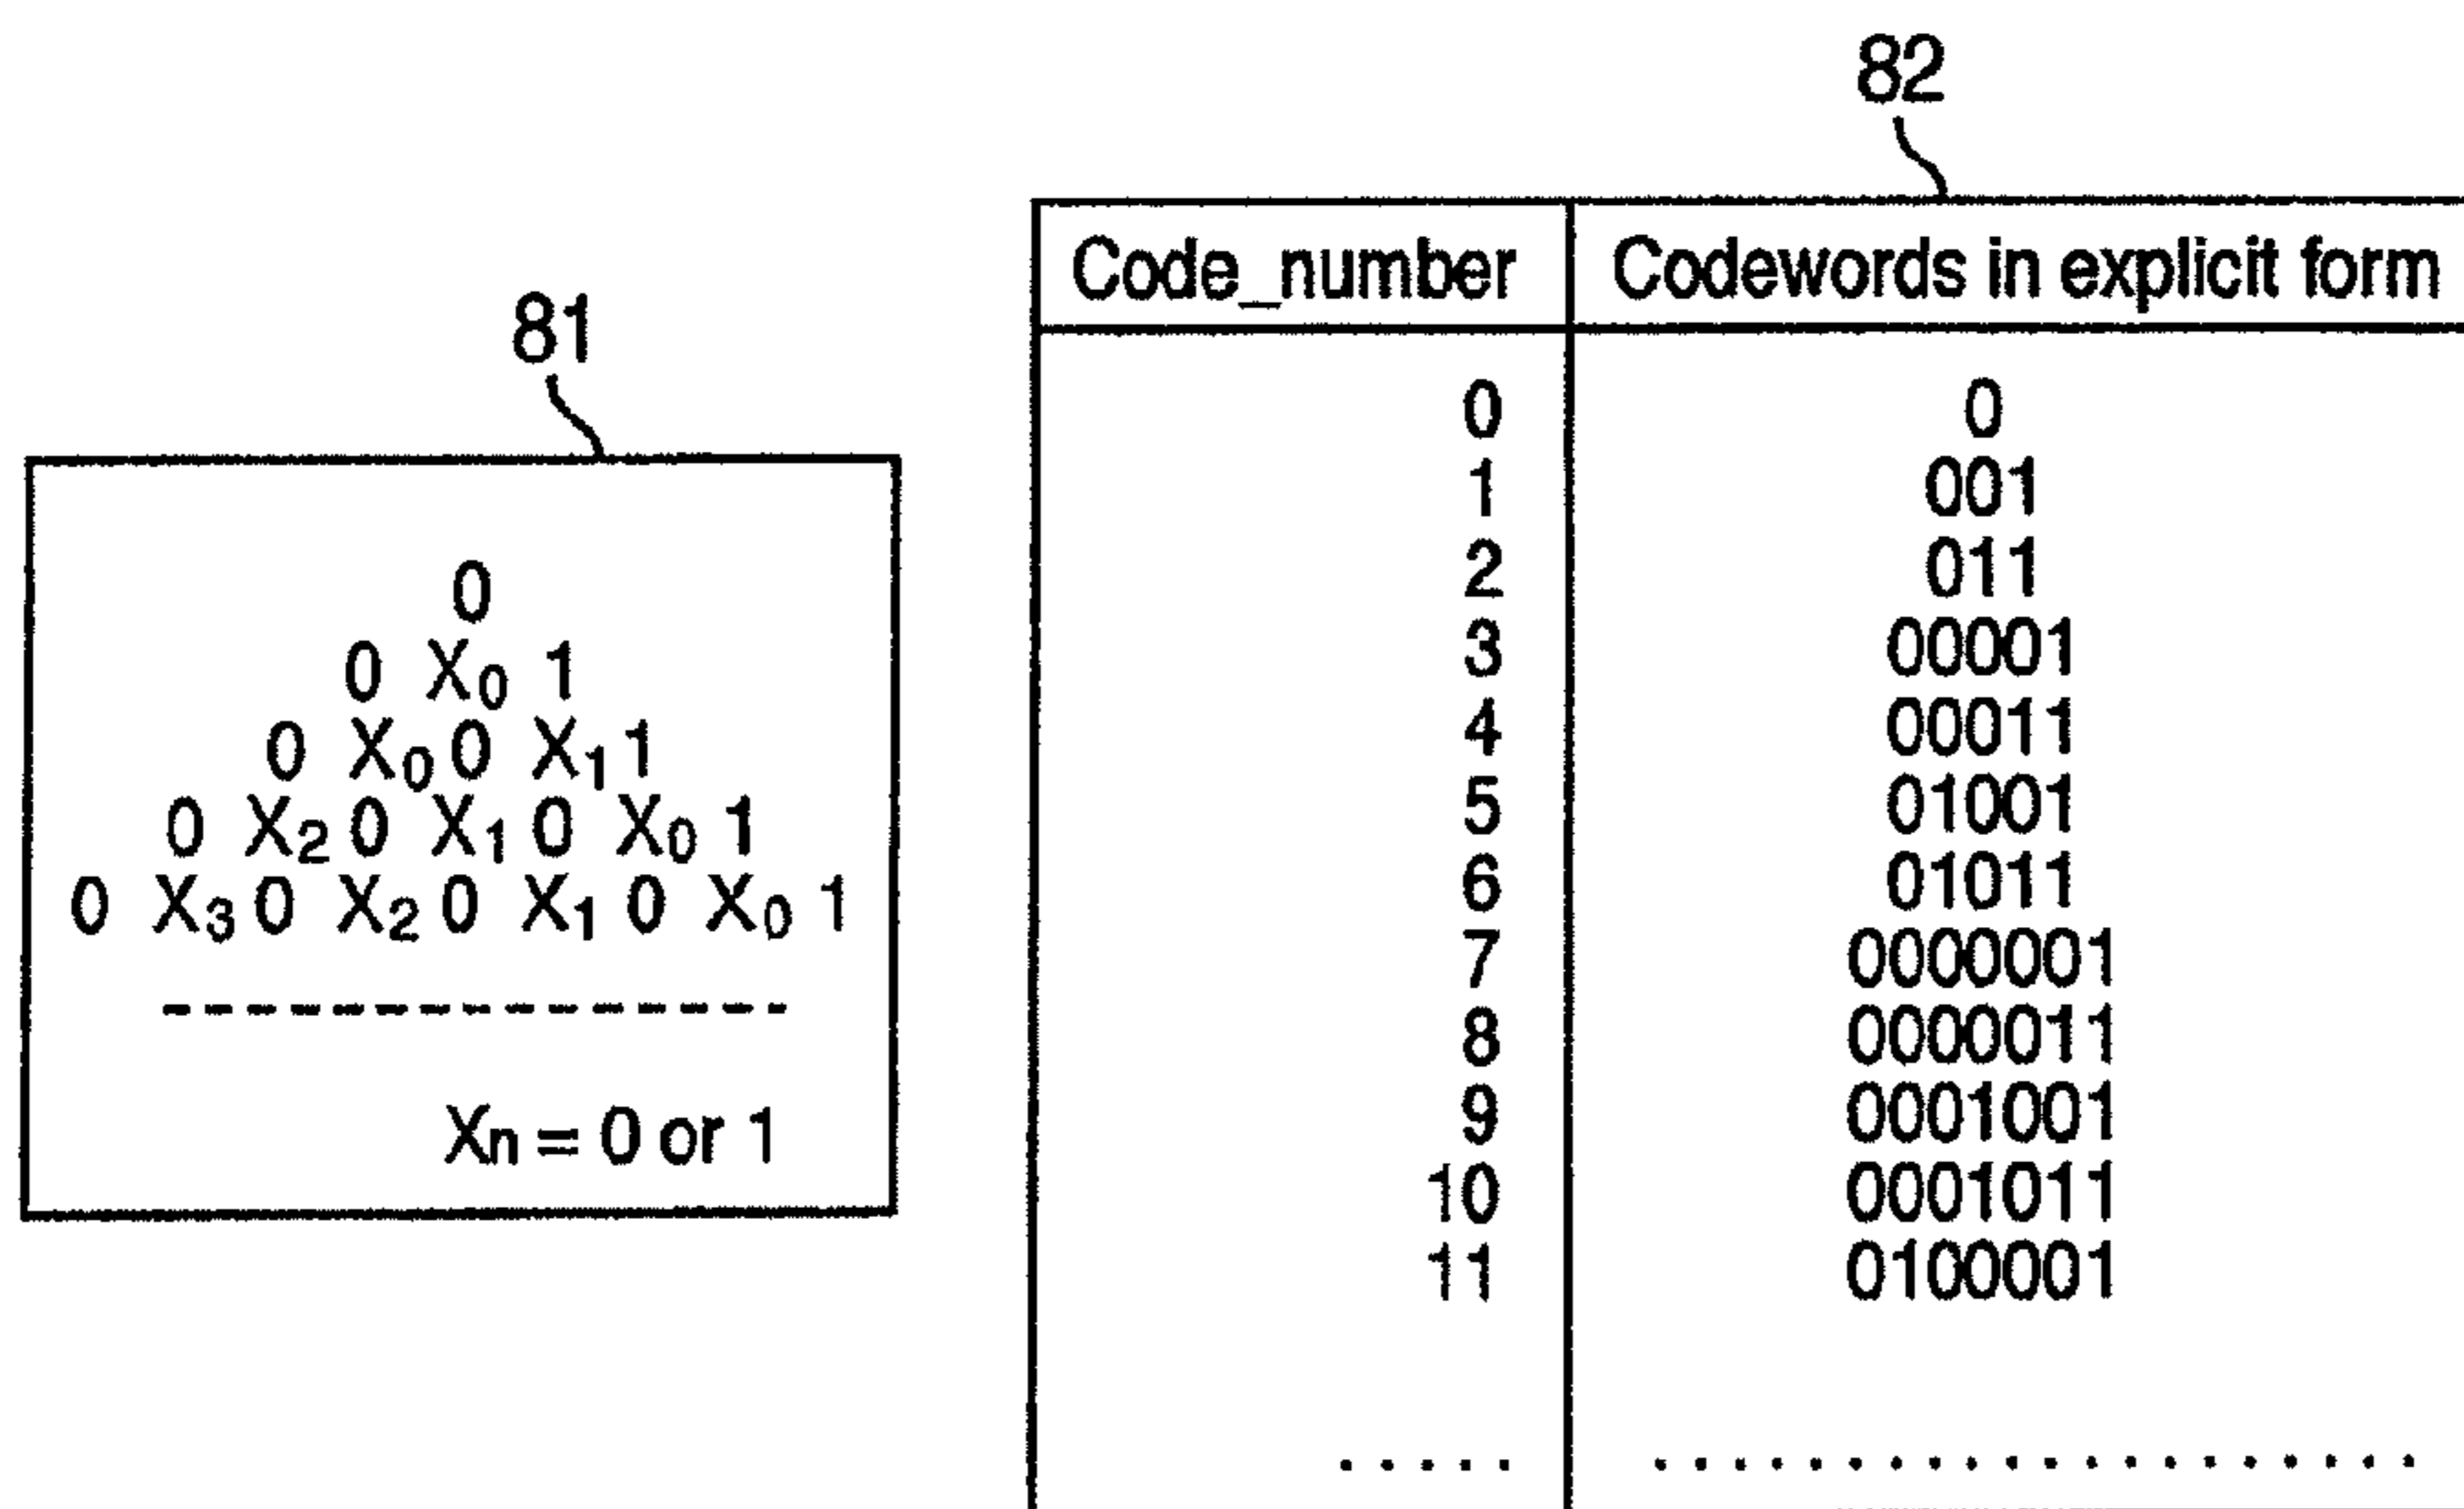 81
0
0 X₀ 1
0 X₀ 0 X₁ 1
0 X₂ 0 X₁ 0 X₀ 1
0 X₃ 0 X₂ 0 X₁ 0 X₀ 1
- - - - - - - - - - - - - - -
Xn = 0 or 1
82
Code_number Codewords in explicit form
0 0
1 001
2 011
3 00001
4 00011
5 01001
6 01011
7 0000001
8 0000011
9 0001001
10 0001011
11 0100001
. . . . . . . . . . . . . . . . . . . . . . . . .